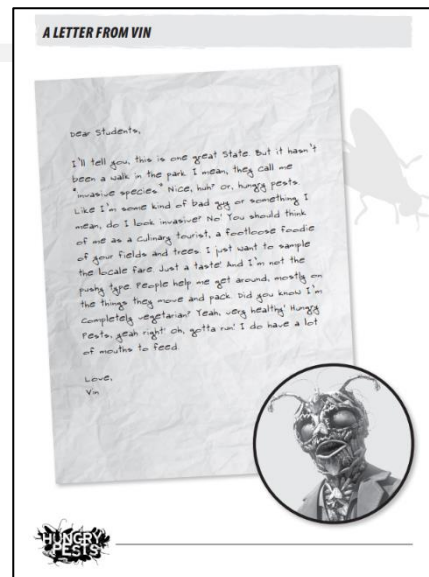 A LETTER FROM VIN
Dear Students,
I'll tell you, this is one great State. But it hasn't
been a walk in the park. I mean, they call me
"invasive species." Nice, huh? Or, hungry pests.
Like I'm some kind of bad guy or something. I
mean, do I look invasive? No! You should think
of me as a culinary tourist, a footloose foodie
of your fields and trees. I just want to sample
the locale fare. Just a taste! And I'm not the
pushy type. People help me get around, mostly on
the things they move and pack. Did you know I'm
completely vegetarian? Yeah, very healthy! Hungry
Pests, yeah right! Oh, gotta run! I do have a lot
of mouths to feed.
Love,
Vin
HUNGRY
PESTS